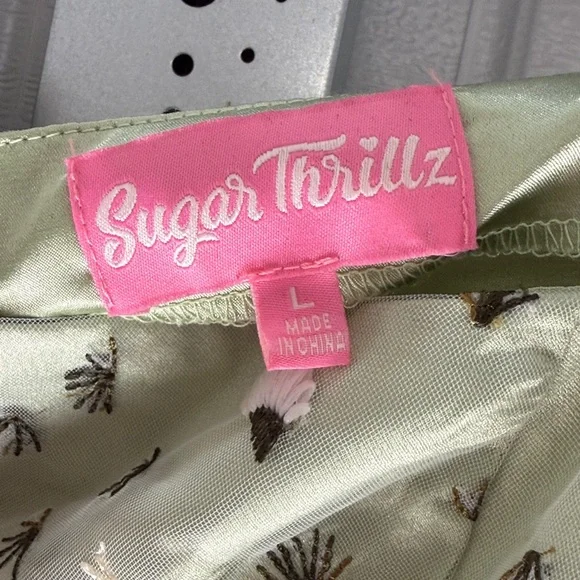 Sugar Thrillz
L
MADE
IN CHINA